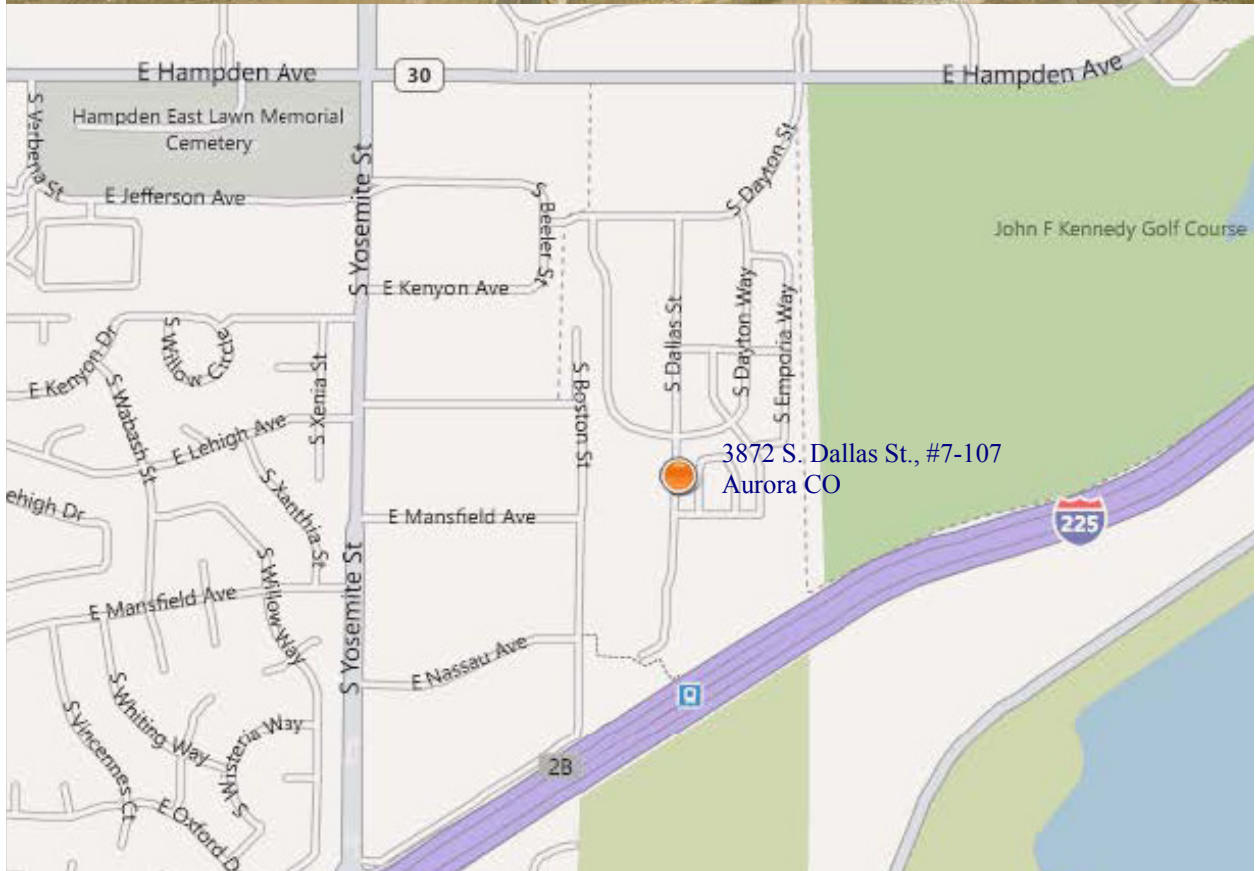 E Hampden Ave
30
E Hampden Ave
S Verbena St
Hampden East Lawn Memorial
Cemetery
S Yosemite St
S Dayton St
E Jefferson Ave
S Beeler St
John F Kennedy Golf Course
E Kenyon Ave
S Dallas St
S Dayton Way
S Emporia Way
E Kenyon Dr
S Willow Circle
S Xenia St
S Wabash St
E Lehigh Ave
S Boston St
3872 S. Dallas St., #7-107
Aurora CO
S Xanthia St
ehigh Dr
E Mansfield Ave
225
E Mansfield Ave
S Willow Way
S Yosemite St
E Nassau Ave
S Whiting Way
S Wisteria Way
S Vincennes Ct
2B
E Oxford D